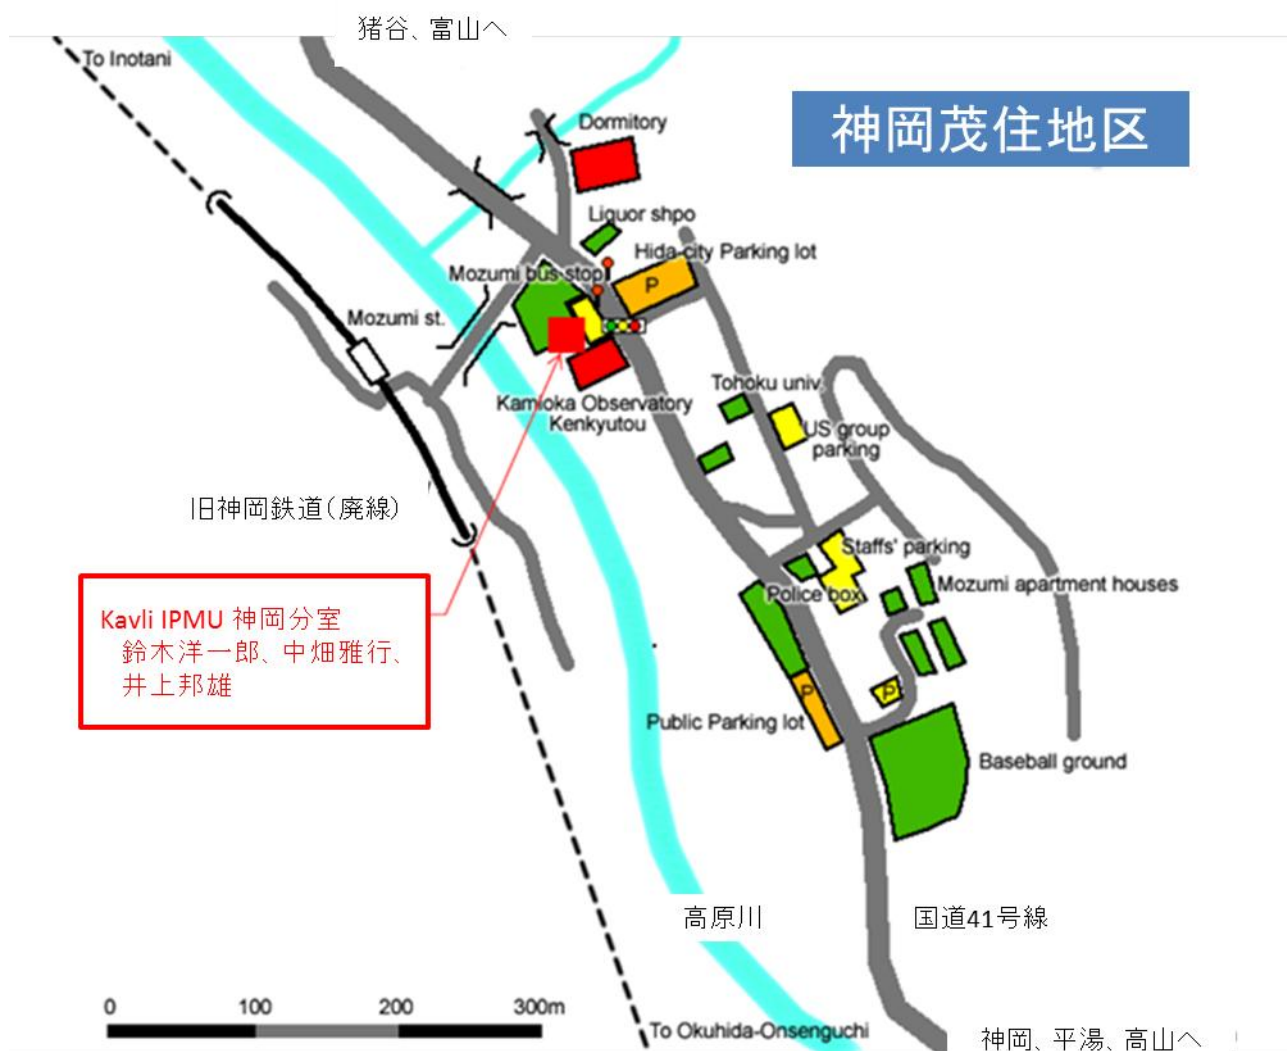 猪谷、富山へ
To Inotani
神岡茂住地区
Dormitory
Liquor shpo
Hida-city Parking lot
Mozumi bus stop
P
Mozumi st.
Kamioka Observatory
Kenkyutou
Tohoku univ.
US group
parking
旧神岡鉄道(廃線)
Staffs' parking
Mozumi apartment houses
Police box
Kavli IPMU 神岡分室
鈴木洋一郎、中畑雅行、
井上邦雄
P
P
Public Parking lot
Baseball ground
高原川
国道41号線
0 100 200 300m
To Okuhida-Onsenguchi
神岡、平湯、高山へ